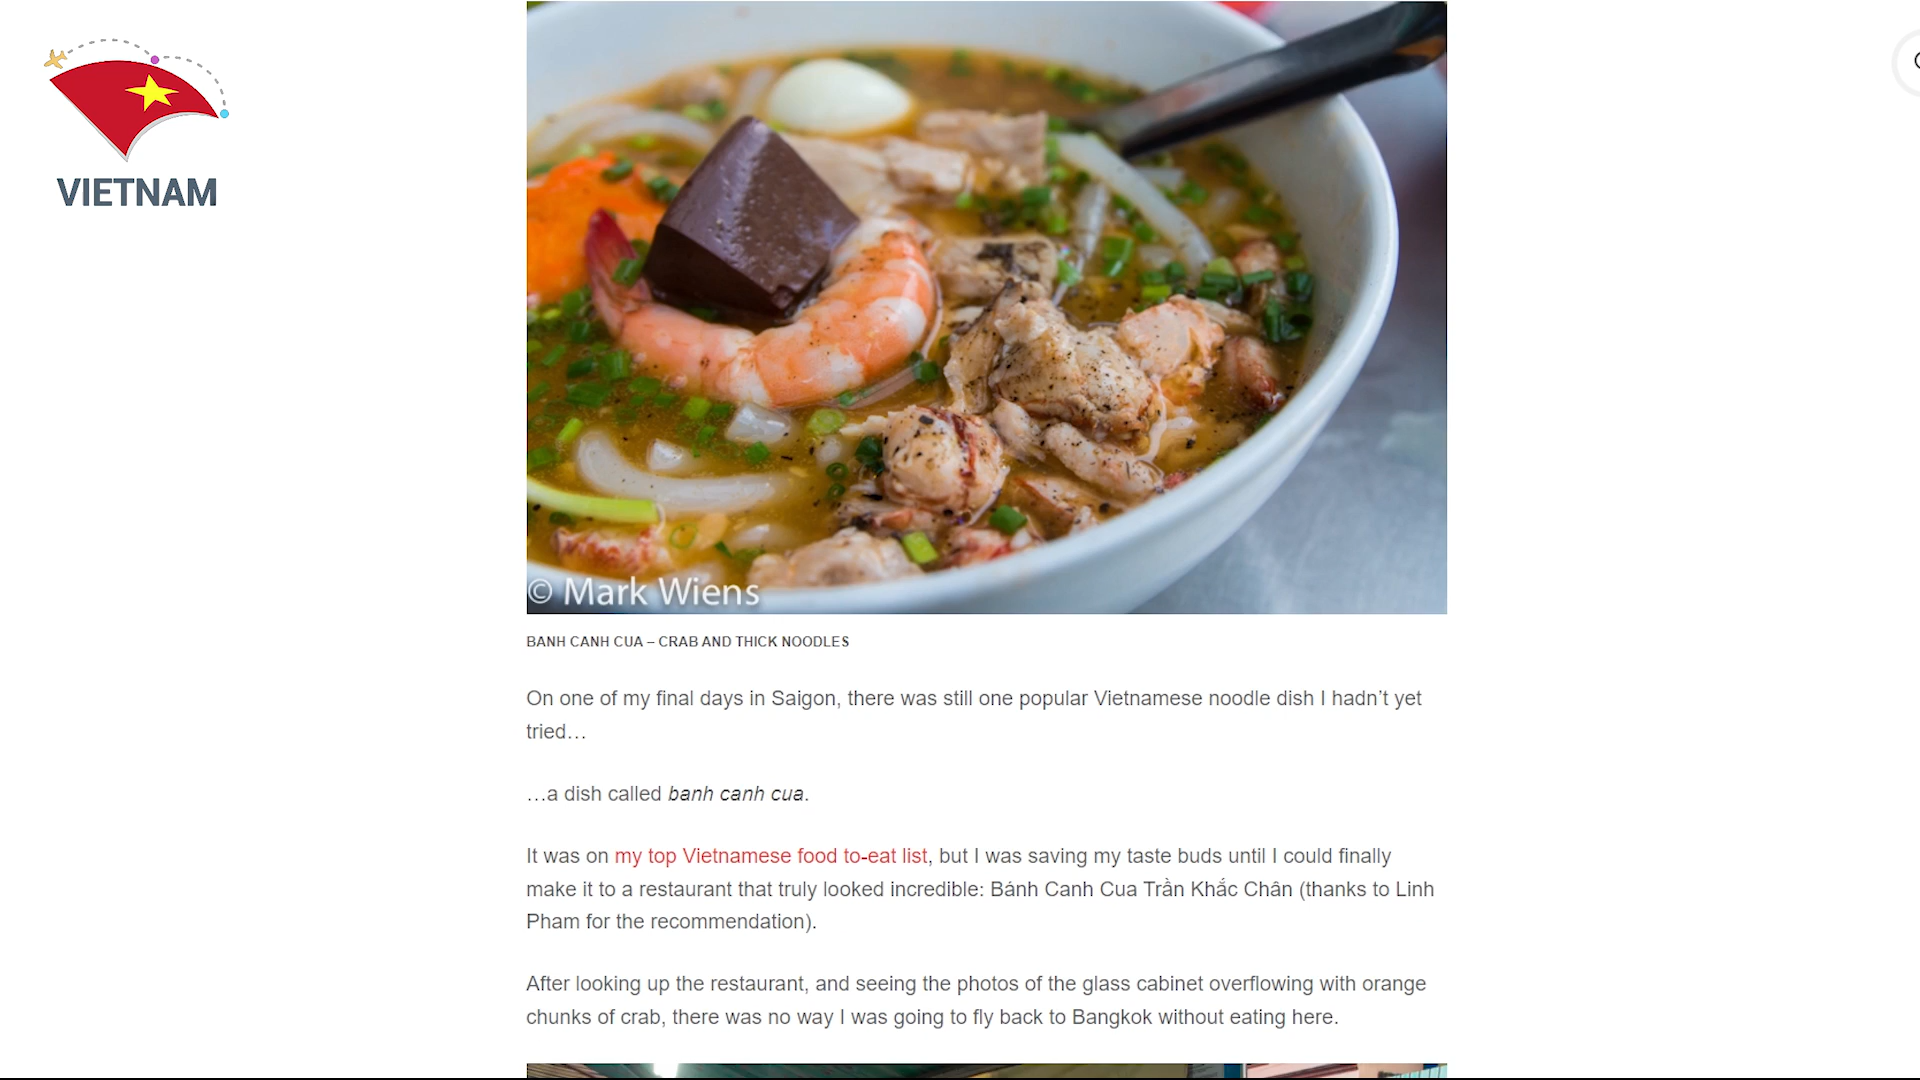 VIETNAM
© Mark Wiens
BANH CANH CUA – CRAB AND THICK NOODLES
On one of my final days in Saigon, there was still one popular Vietnamese noodle dish I hadn’t yet
tried…
…a dish called banh canh cua.
It was on my top Vietnamese food to-eat list, but I was saving my taste buds until I could finally
make it to a restaurant that truly looked incredible: Bánh Canh Cua Trần Khắc Chân (thanks to Linh
Pham for the recommendation).
After looking up the restaurant, and seeing the photos of the glass cabinet overflowing with orange
chunks of crab, there was no way I was going to fly back to Bangkok without eating here.